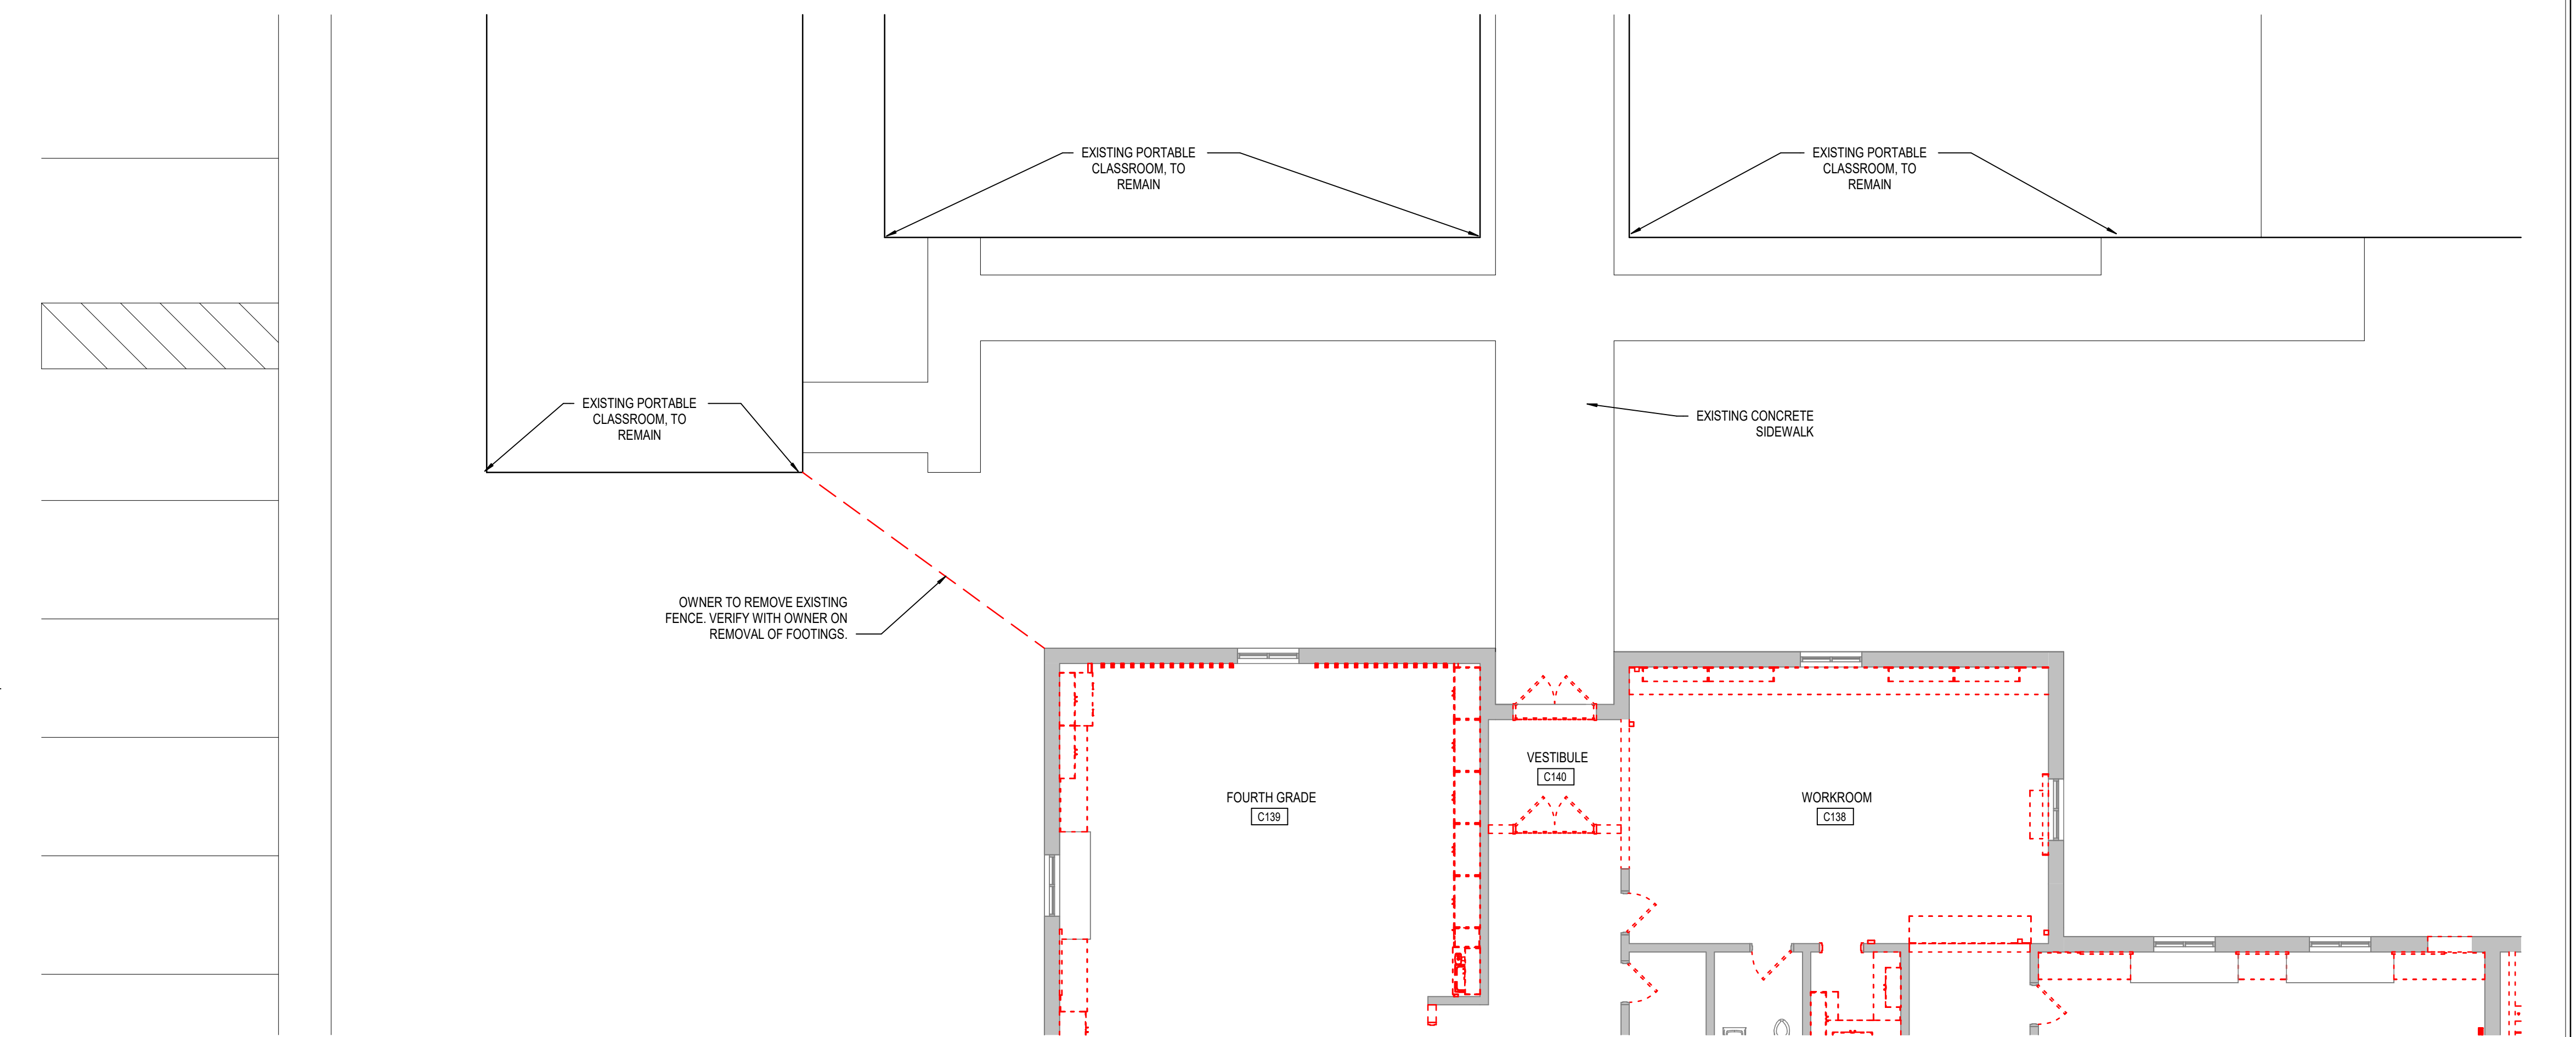 EXISTING PORTABLE
CLASSROOM, TO
REMAIN
EXISTING PORTABLE
CLASSROOM, TO
REMAIN
EXISTING PORTABLE
CLASSROOM, TO
REMAIN
EXISTING CONCRETE
SIDEWALK
OWNER TO REMOVE EXISTING
FENCE. VERIFY WITH OWNER ON
REMOVAL OF FOOTINGS.
VESTIBULE
C140
FOURTH GRADE
C139
WORKROOM
C138